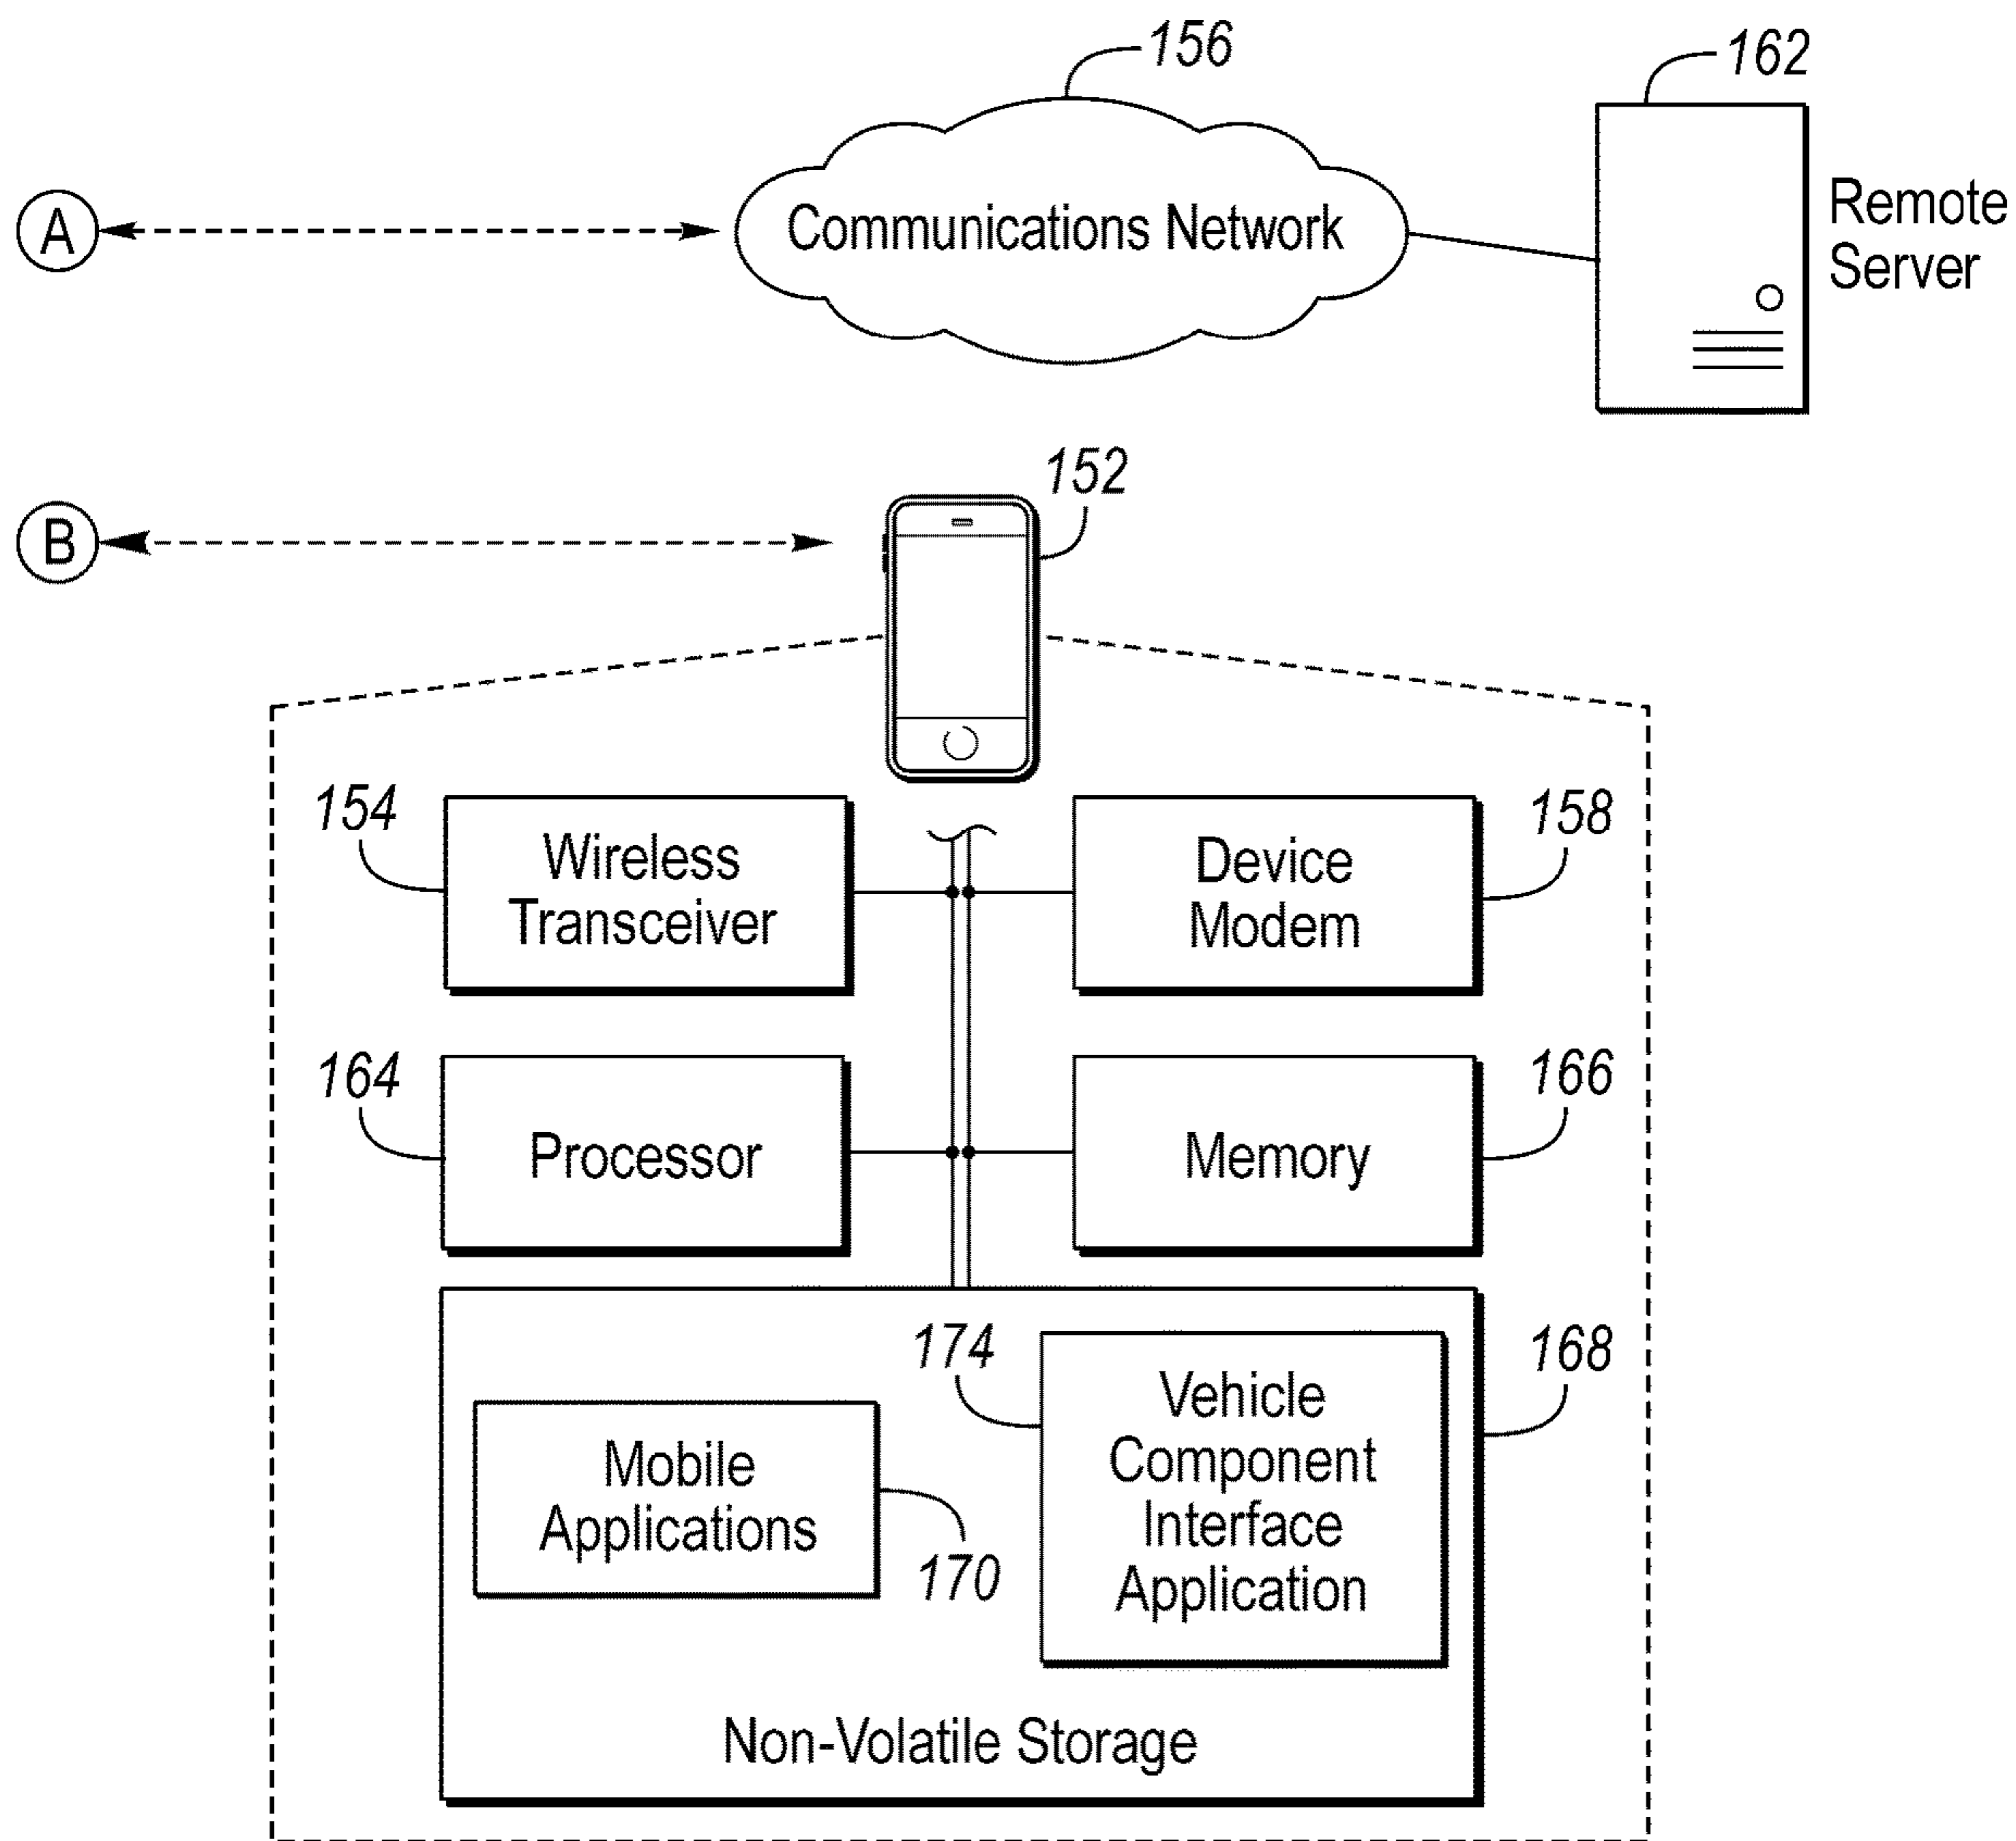 156
162
A
Communications Network
Remote
Server
152
B
154
Wireless
Transceiver
Device
Modem
158
164
Processor
Memory
166
174
Vehicle
Component
Interface
Application
168
Mobile
Applications
170
Non-Volatile Storage